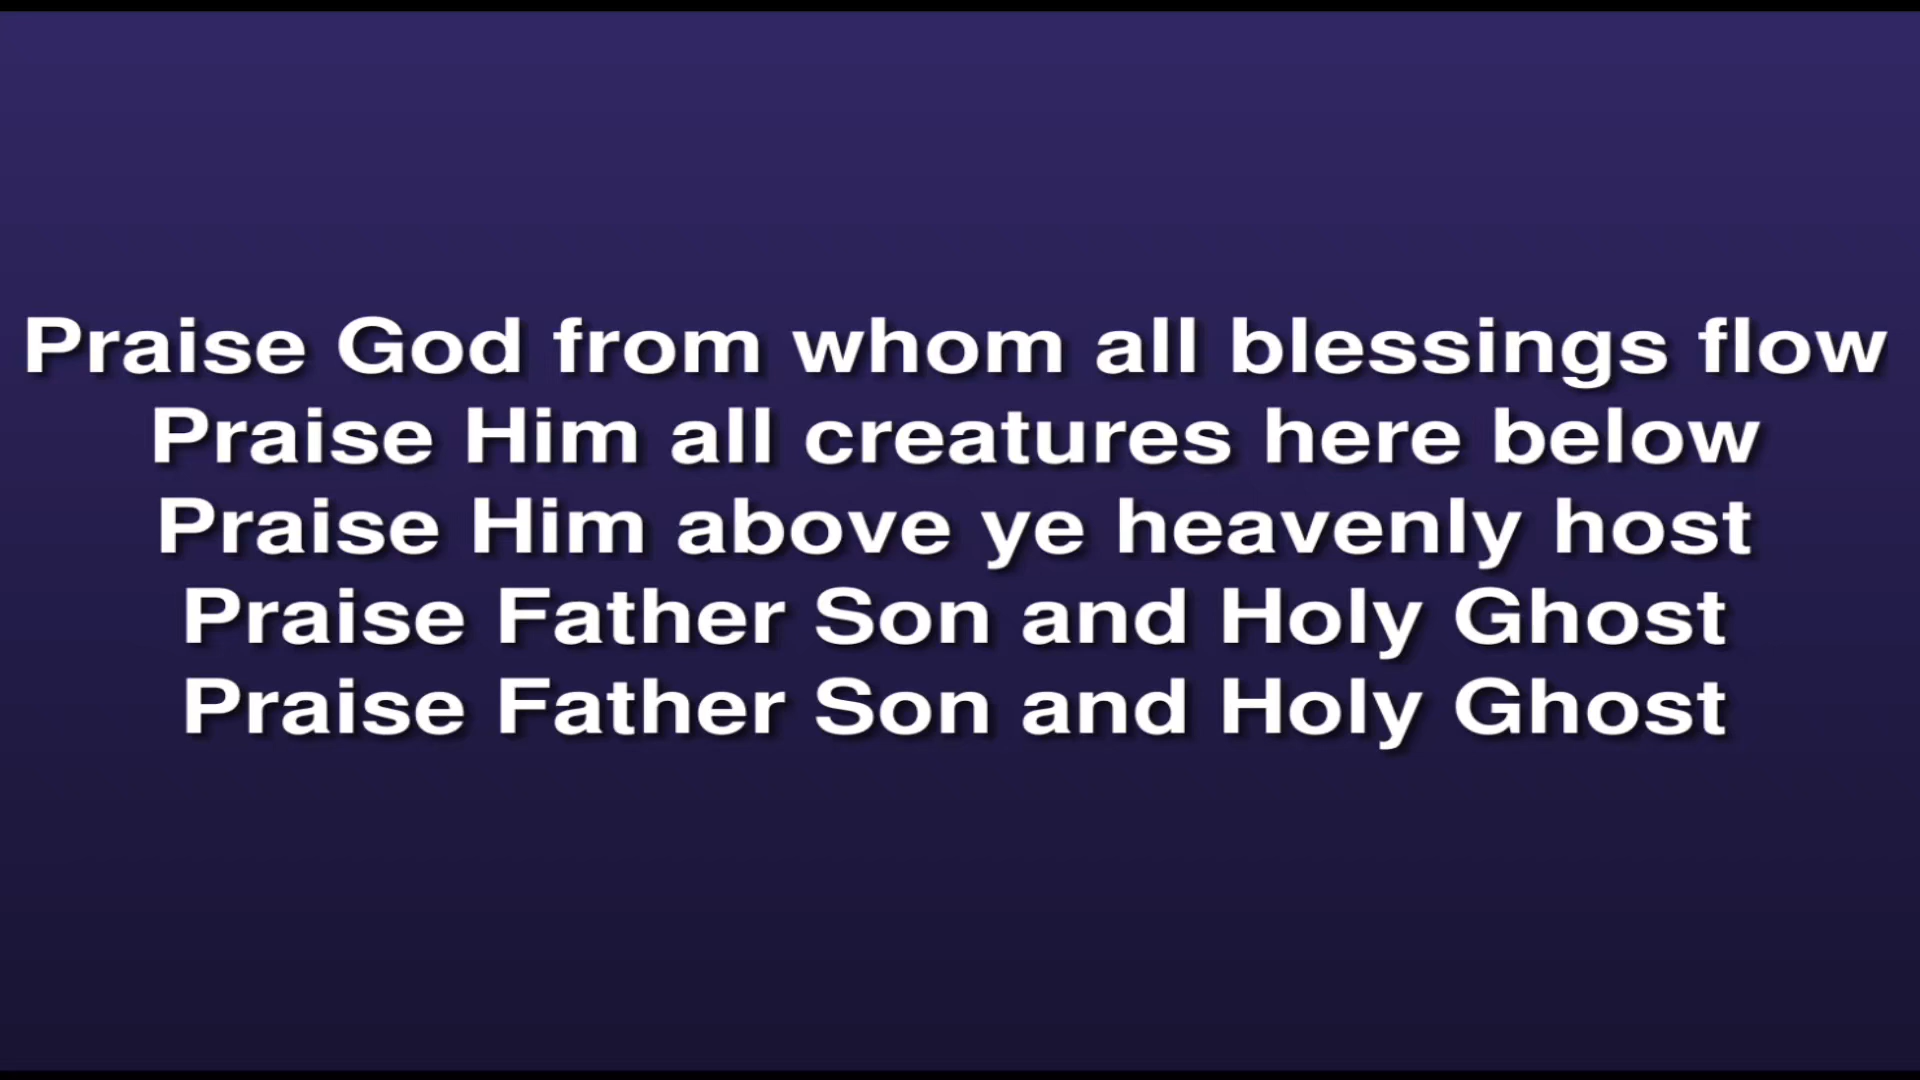 Praise God from whom all blessings flow
Praise Him all creatures here below
Praise Him above ye heavenly host
Praise Father Son and Holy Ghost
Praise Father Son and Holy Ghost